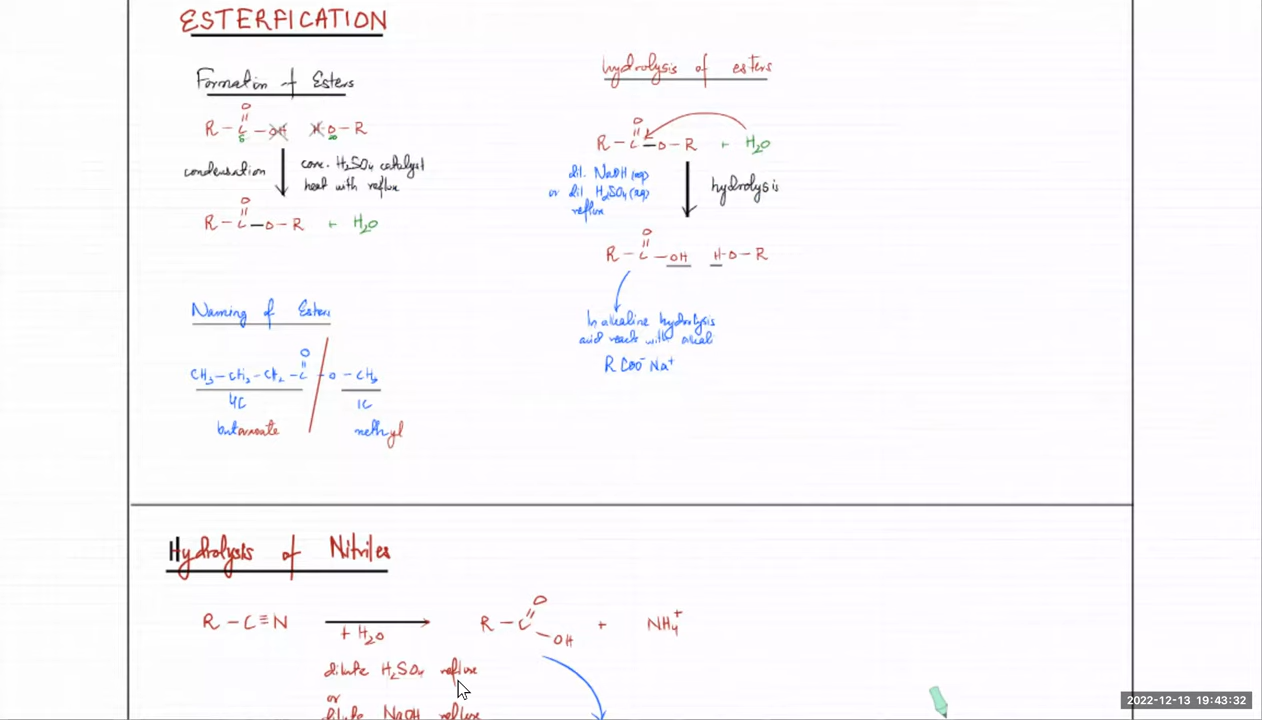 ESTERFICATION
Formation of Esters
O
R - C - OH H O - R
condensation
conc. H2SO4 catalyst
heat with reflux
O
R - C - O - R + H2O
Naming of Esters
O
CH3 - CH2 - CH2 - C - O - CH3
4C 1C
butanoate methyl
hydrolysis of esters
O
R - C - O - R + H2O
dil. NaOH (aq)
or dil H2SO4 (aq)
reflux
hydrolysis
O
R - C - OH H - O - R
In alkaline hydrolysis
acid reacts with alkali
R COO- Na+
Hydrolysis of Nitriles
R - C ≡ N + H2O
O
R - C - OH + NH4+
dilute H2SO4 reflux
or
dilute NaOH reflux
2022-12-13 19:43:32